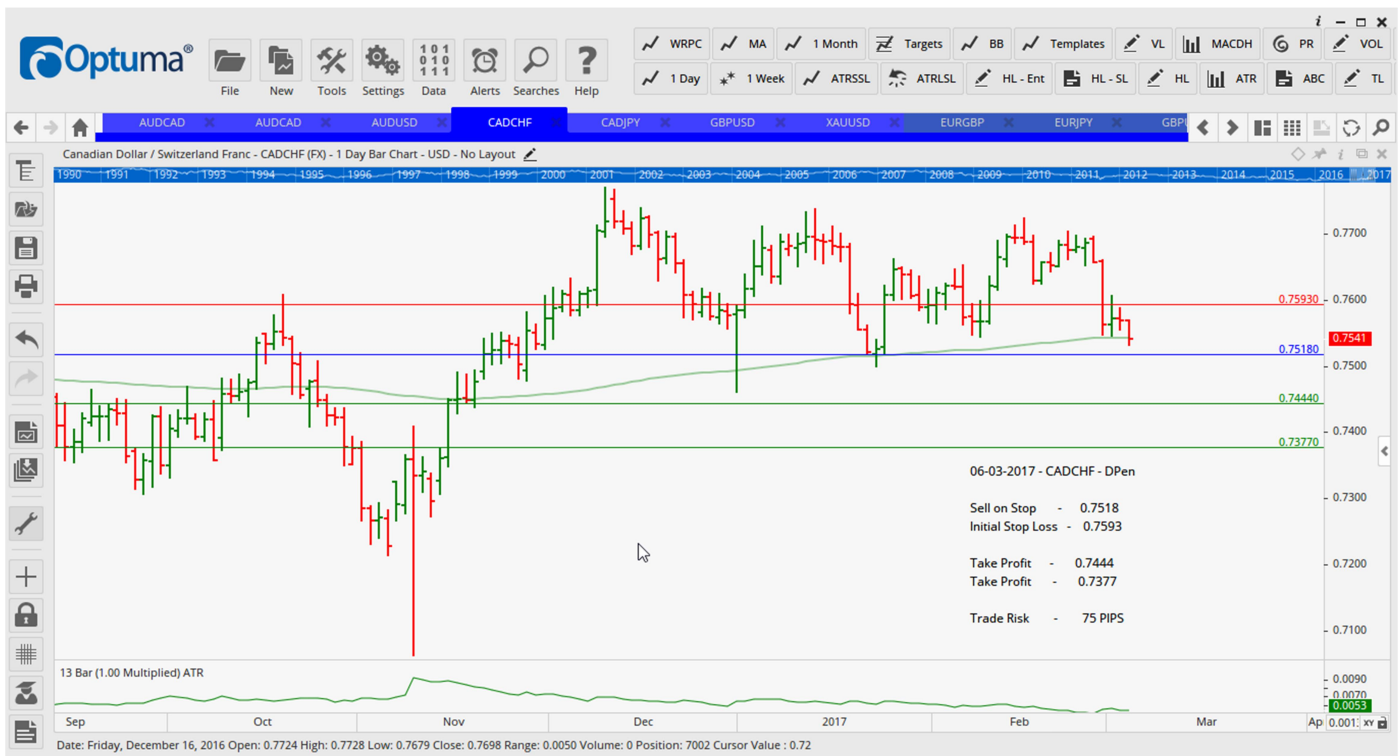 i
Optuma®
File New Tools Settings Data Alerts Searches Help
WRPC MA 1 Month Targets BB Templates VL MACDH PR VOL
1 Day 1 Week ATRSSL ATRLSL HL - Ent HL - SL HL ATR ABC TL
AUDCAD AUDCAD AUDUSD CADCHF CADJPY GBPUSD XAUUSD EURGBP EURJPY GBPU
Canadian Dollar / Switzerland Franc - CADCHF (FX) - 1 Day Bar Chart - USD - No Layout
1990 1991 1992 1993 1994 1995 1996 1997 1998 1999 2000 2001 2002 2003 2004 2005 2006 2007 2008 2009 2010 2011 2012 2013 2014 2015 2016 2017
0.7700
0.75930
0.7600
0.7541
0.75180
0.7500
0.74440
0.7400
0.73770
06-03-2017 - CADCHF - DPen
0.7300
Sell on Stop - 0.7518
Initial Stop Loss - 0.7593
Take Profit - 0.7444
0.7200
Take Profit - 0.7377
Trade Risk - 75 PIPS
0.7100
13 Bar (1.00 Multiplied) ATR
0.0090
0.0070
0.0053
Sep Oct Nov Dec 2017 Feb Mar Ap 0.001: XY
Date: Friday, December 16, 2016 Open: 0.7724 High: 0.7728 Low: 0.7679 Close: 0.7698 Range: 0.0050 Volume: 0 Position: 7002 Cursor Value : 0.72